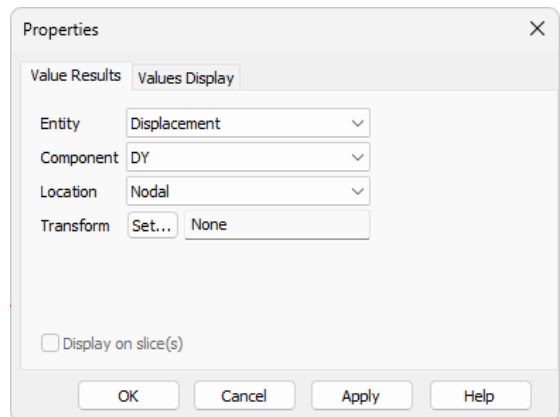 Properties
Value Results Values Display
Entity Displacement
Component DY
Location Nodal
Transform Set... None
Display on slice(s)
OK Cancel Apply Help